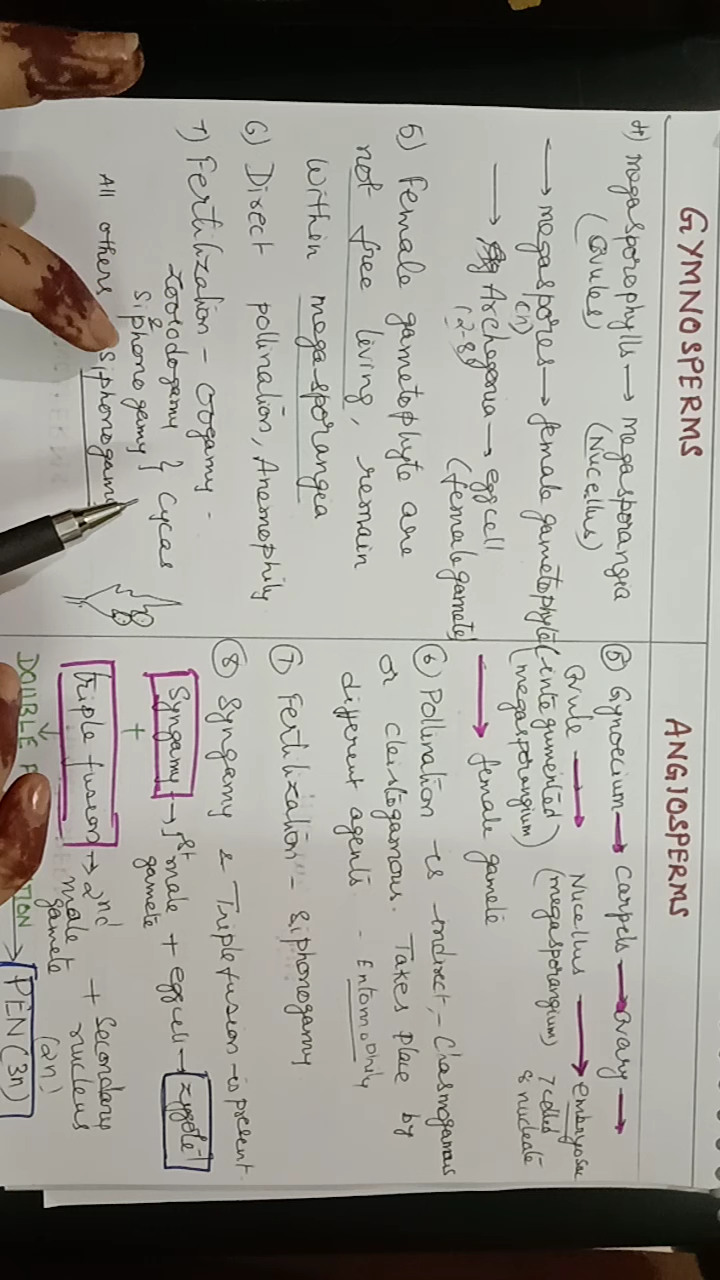 GYMNOSPERMS
4) megasporophylls → megasporangia
(Ovules) (Nucellus)
→ megaspores → female gametophyte
(n)
→ Archegonia → egg cell
(2-8) (female gamete)
5) Female gametophyte are
not free living, remain
within megasporangia
6) Direct pollination, Anemophily
7) Fertilization - oogamy -
Zooidogamy } Cycas
&
Siphonogamy
All others siphonogamy
ANGIOSPERMS
⑤ Gynoecium → carpels → ovary →
Ovule → Nucellus → embryosac
(integumented (megasporangium) 7 celled
megasporangium) 8 nucleate
→ female gamete
⑥ Pollination is indirect, - Chasmogamous
or cleistogamous. Takes place by
different agents - Entomophily
⑦ Fertilization - siphonogamy
⑧ Syngamy & Triple fusion is present
Syngamy → 1st male + egg cell → zygote
gamete
+
Triple fusion → 2nd + Secondary
male nucleus
gamete (2n)
DOUBLE → PEN (3n)